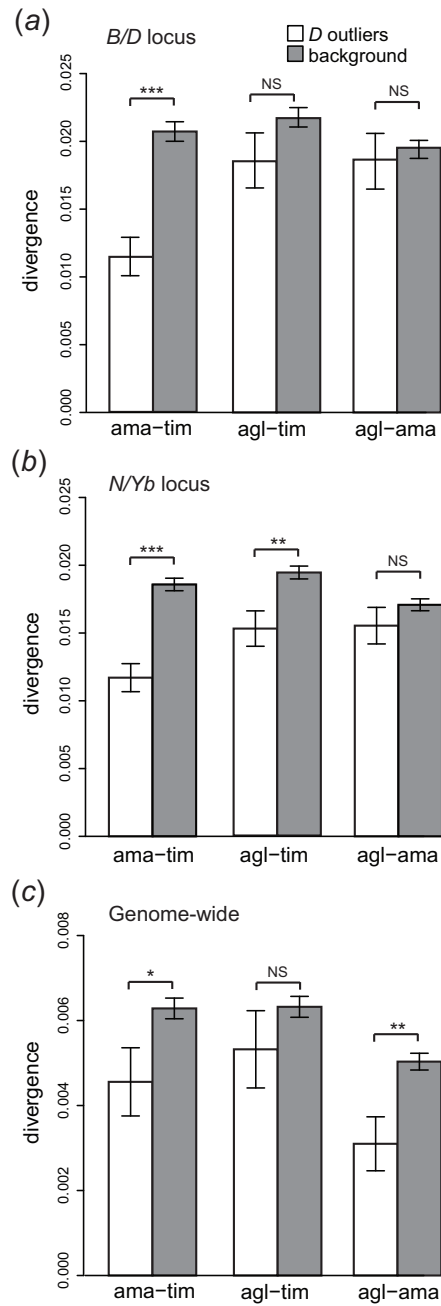 (a)
B/D locus
D outliers
background
***
NS
NS
divergence
0.025
0.020
0.015
0.010
0.005
0.000
ama−tim
agl−tim
agl−ama
(b)
N/Yb locus
***
**
NS
divergence
0.025
0.020
0.015
0.010
0.005
0.000
ama−tim
agl−tim
agl−ama
(c)
Genome-wide
*
NS
**
divergence
0.008
0.006
0.004
0.002
0.000
ama−tim
agl−tim
agl−ama